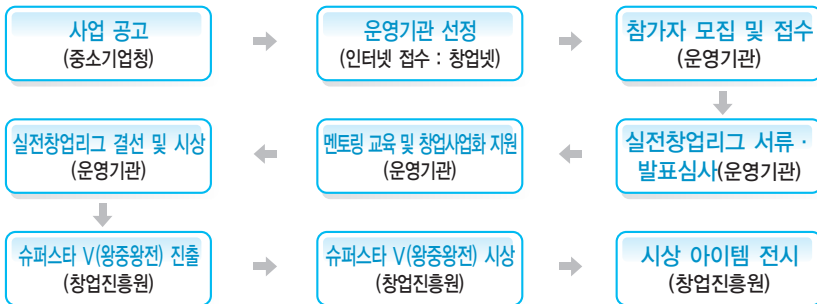 사업 공고
(중소기업청)
운영기관 선정
(인터넷 접수 : 창업넷)
참가자 모집 및 접수
(운영기관)
실전창업리그 서류 ·
발표심사(운영기관)
멘토링 교육 및 창업사업화 지원
(운영기관)
실전창업리그 결선 및 시상
(운영기관)
슈퍼스타 V(왕중왕전) 진출
(창업진흥원)
슈퍼스타 V(왕중왕전) 시상
(창업진흥원)
시상 아이템 전시
(창업진흥원)